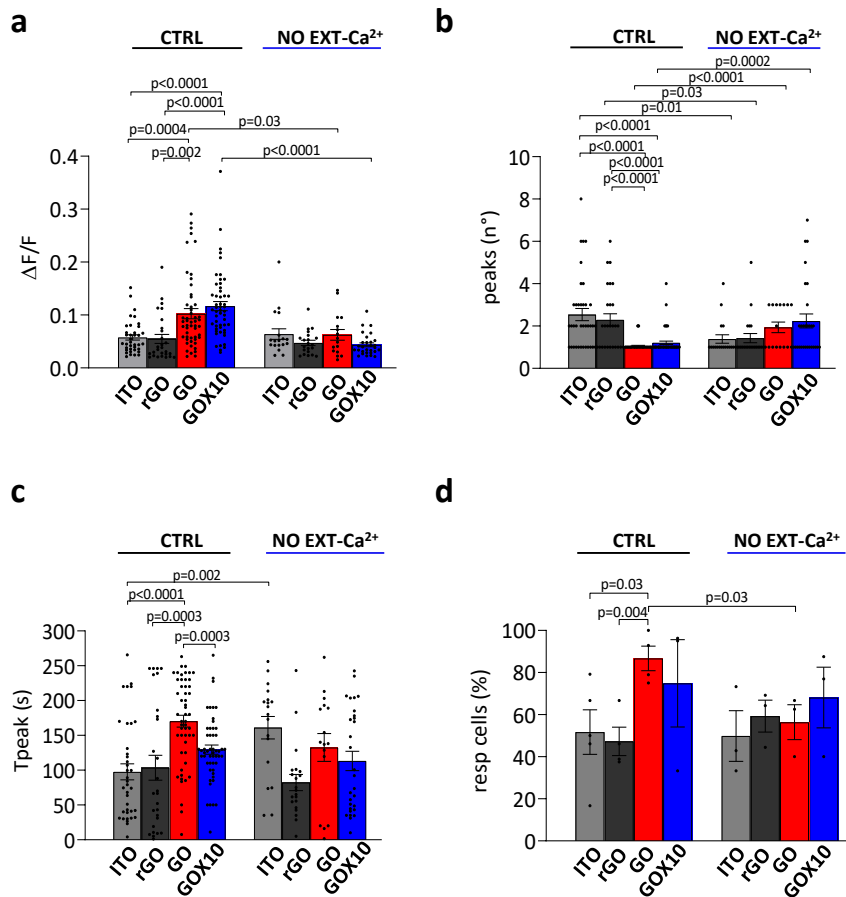 a
CTRL
NO EXT-Ca²⁺
p<0.0001
p<0.0001
p=0.0004
p=0.03
p=0.002
p<0.0001
ΔF/F
0.4
0.3
0.2
0.1
0.0
ITO
rGO
GO
GOX10
ITO
rGO
GO
GOX10
b
CTRL
NO EXT-Ca²⁺
p=0.0002
p<0.0001
p=0.03
p=0.01
p<0.0001
p<0.0001
p<0.0001
p<0.0001
peaks (n°)
10
8
6
4
2
0
ITO
rGO
GO
GOX10
ITO
rGO
GO
GOX10
c
CTRL
NO EXT-Ca²⁺
p=0.002
p<0.0001
p=0.0003
p=0.0003
Tpeak (s)
300
250
200
150
100
50
0
ITO
rGO
GO
GOX10
ITO
rGO
GO
GOX10
d
CTRL
NO EXT-Ca²⁺
p=0.03
p=0.004
p=0.03
resp cells (%)
100
80
60
40
20
0
ITO
rGO
GO
GOX10
ITO
rGO
GO
GOX10